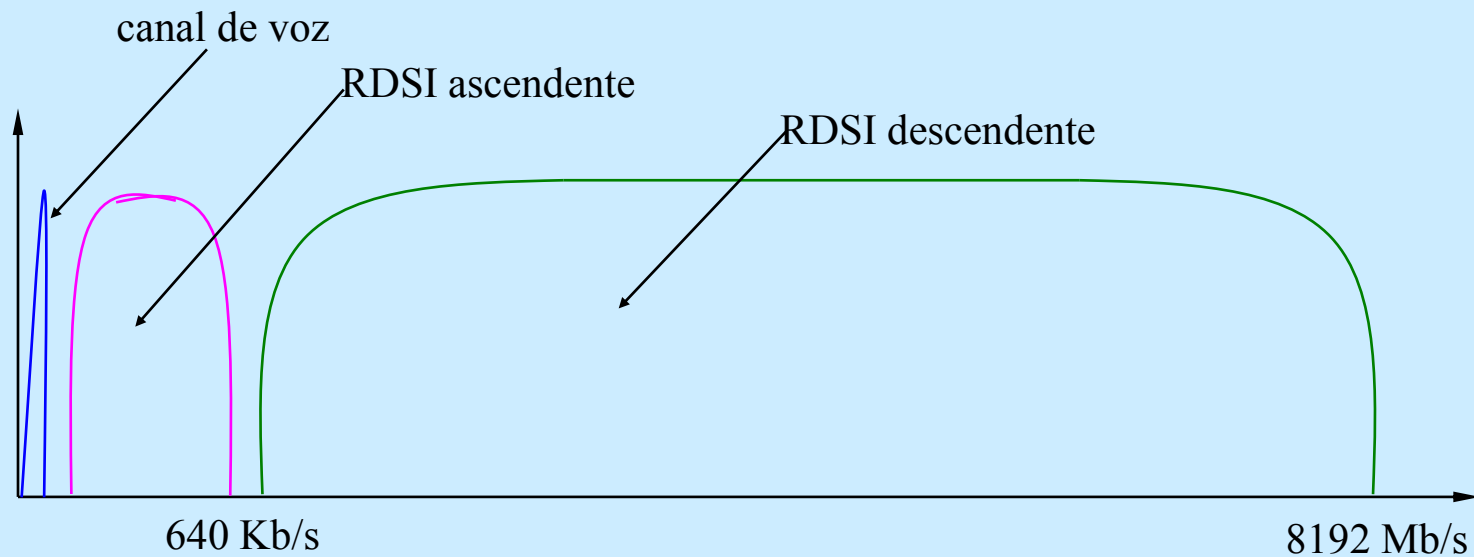 canal de voz
RDSI ascendente
RDSI descendente
640 Kb/s
8192 Mb/s